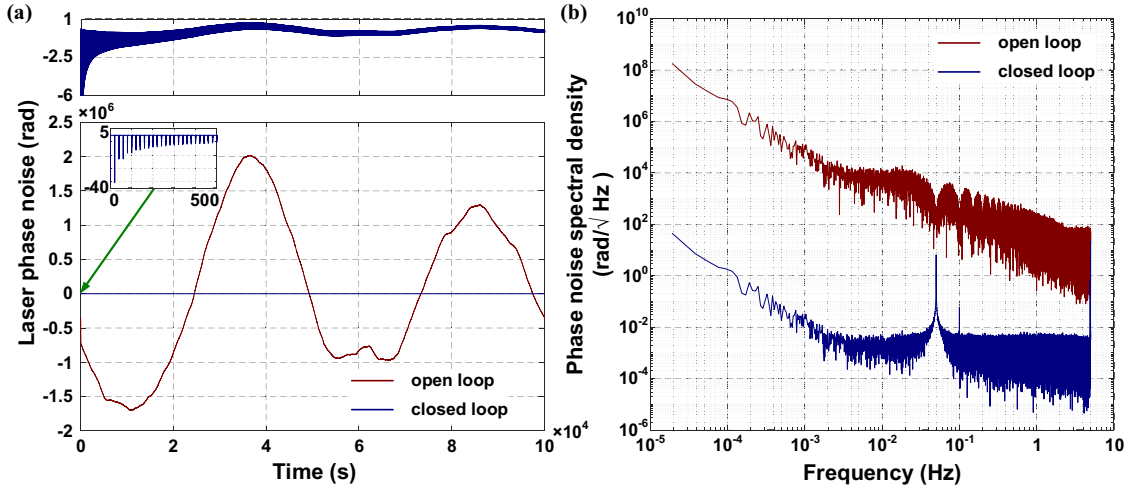 (a)
1
-2.5
-6
×10⁶
2.5
2
1.5
1
0.5
0
-0.5
-1
-1.5
-2
5
-40
0 500
Laser phase noise (rad)
open loop
closed loop
0 2 4 6 8 10
×10⁴
Time (s)
(b)
10¹⁰
10⁸
10⁶
10⁴
10²
10⁰
10⁻²
10⁻⁴
10⁻⁶
Phase noise spectral density
(rad/√ Hz )
open loop
closed loop
10⁻⁵ 10⁻⁴ 10⁻³ 10⁻² 10⁻¹ 1 10
Frequency (Hz)